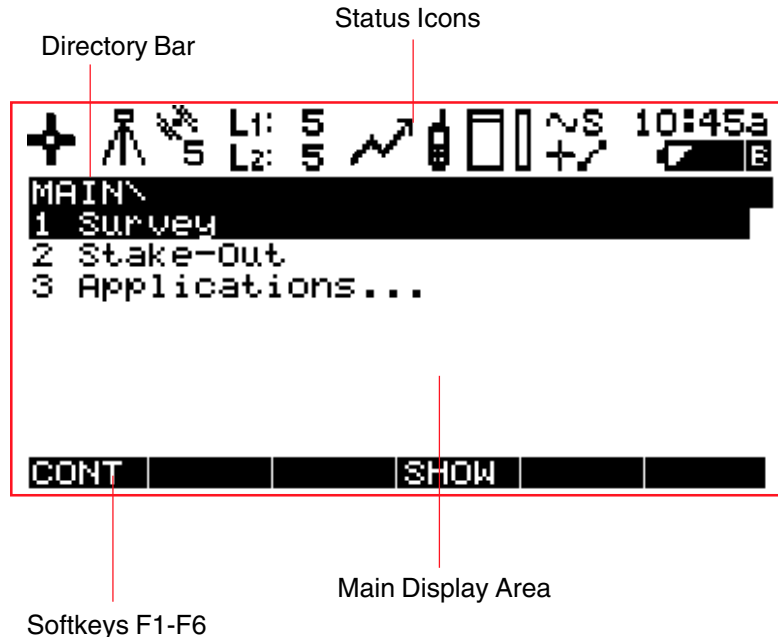 Status Icons
Directory Bar
5 L1: 5 L2: 5 ~S 10:45a B
MAIN\
1 Survey
2 Stake-Out
3 Applications...
CONT SHOW
Main Display Area
Softkeys F1-F6